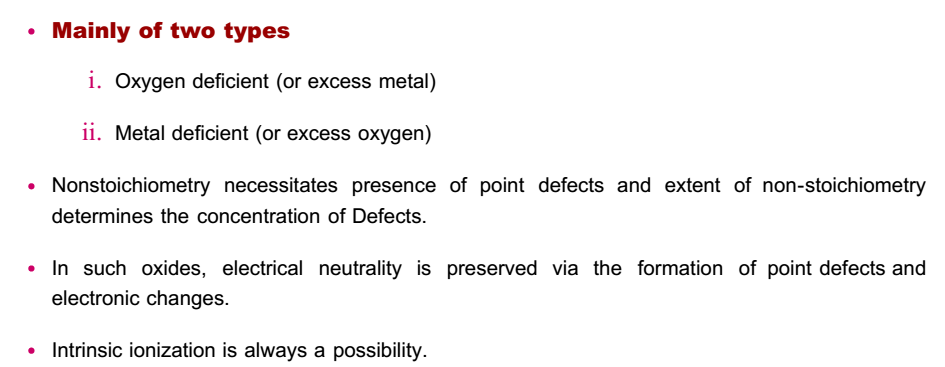 • Mainly of two types
i. Oxygen deficient (or excess metal)
ii. Metal deficient (or excess oxygen)
• Nonstoichiometry necessitates presence of point defects and extent of non-stoichiometry
determines the concentration of Defects.
• In such oxides, electrical neutrality is preserved via the formation of point defects and
electronic changes.
• Intrinsic ionization is always a possibility.